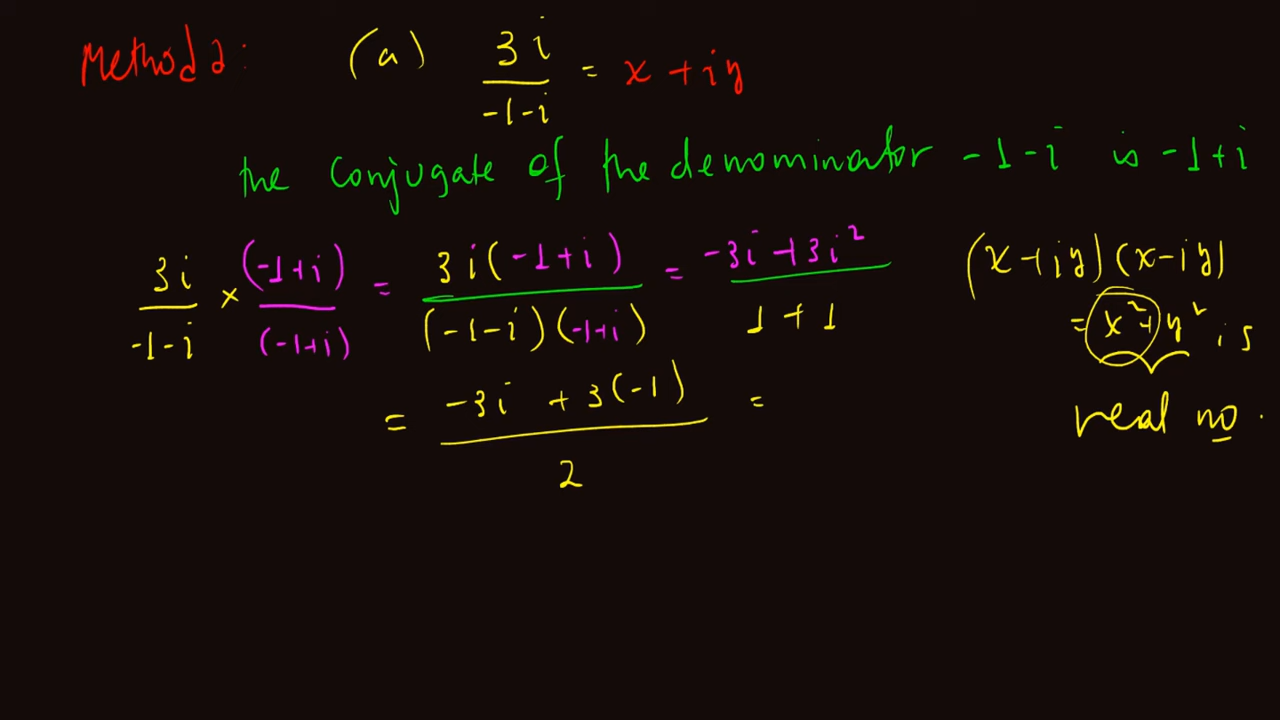 Method 2: (a) 3i / -1-i = x + iy
the conjugate of the denominator -1-i is -1+i
3i / -1-i × (-1+i) / (-1+i) = 3i(-1+i) / (-1-i)(-1+i) = -3i+3i² / 1+1 (x+iy)(x-iy)
= x²+y² is
= -3i + 3(-1) / 2 = real no.